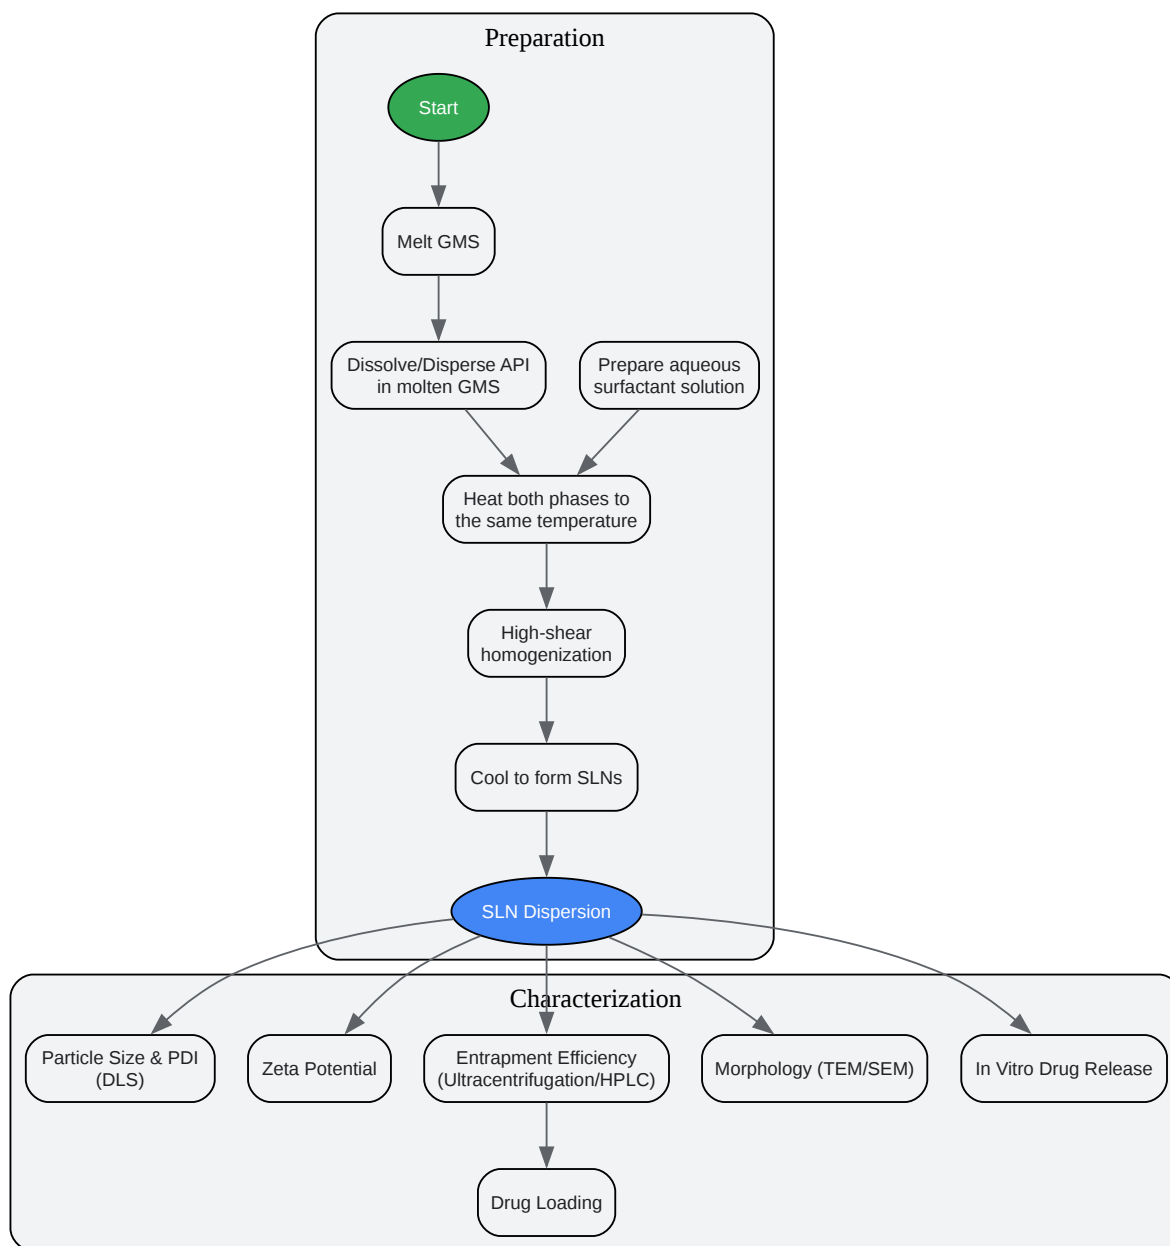 Preparation
Start
Melt GMS
Dissolve/Disperse API
in molten GMS
Prepare aqueous
surfactant solution
Heat both phases to
the same temperature
High-shear
homogenization
Cool to form SLNs
SLN Dispersion
Characterization
Particle Size & PDI
(DLS)
Zeta Potential
Entrapment Efficiency
(Ultracentrifugation/HPLC)
Morphology (TEM/SEM)
In Vitro Drug Release
Drug Loading